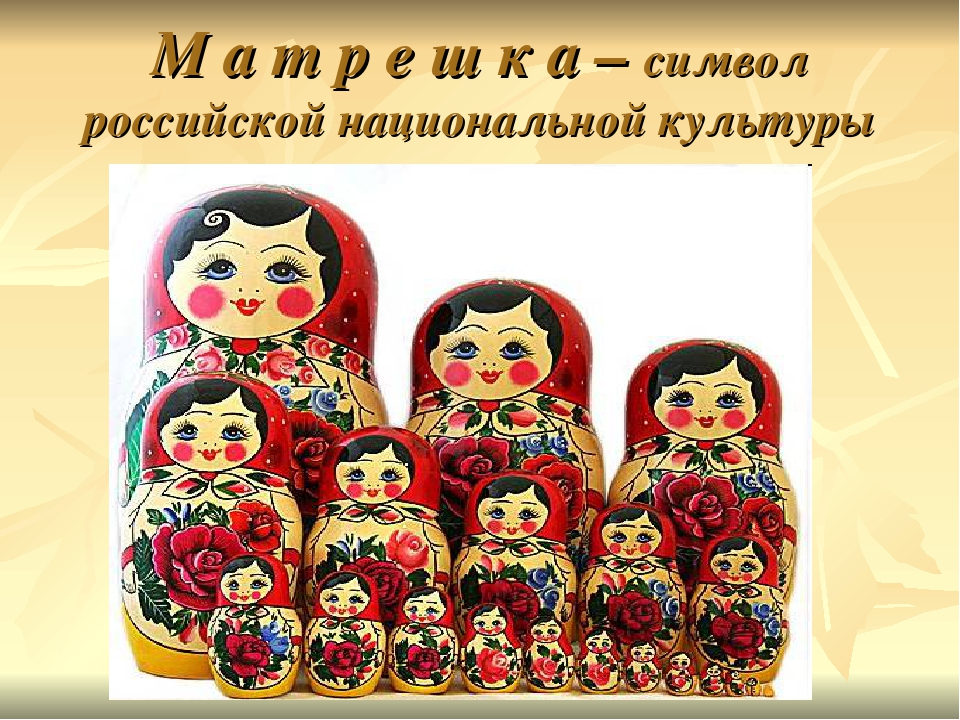 М а т р е ш к а – символ
российской национальной культуры